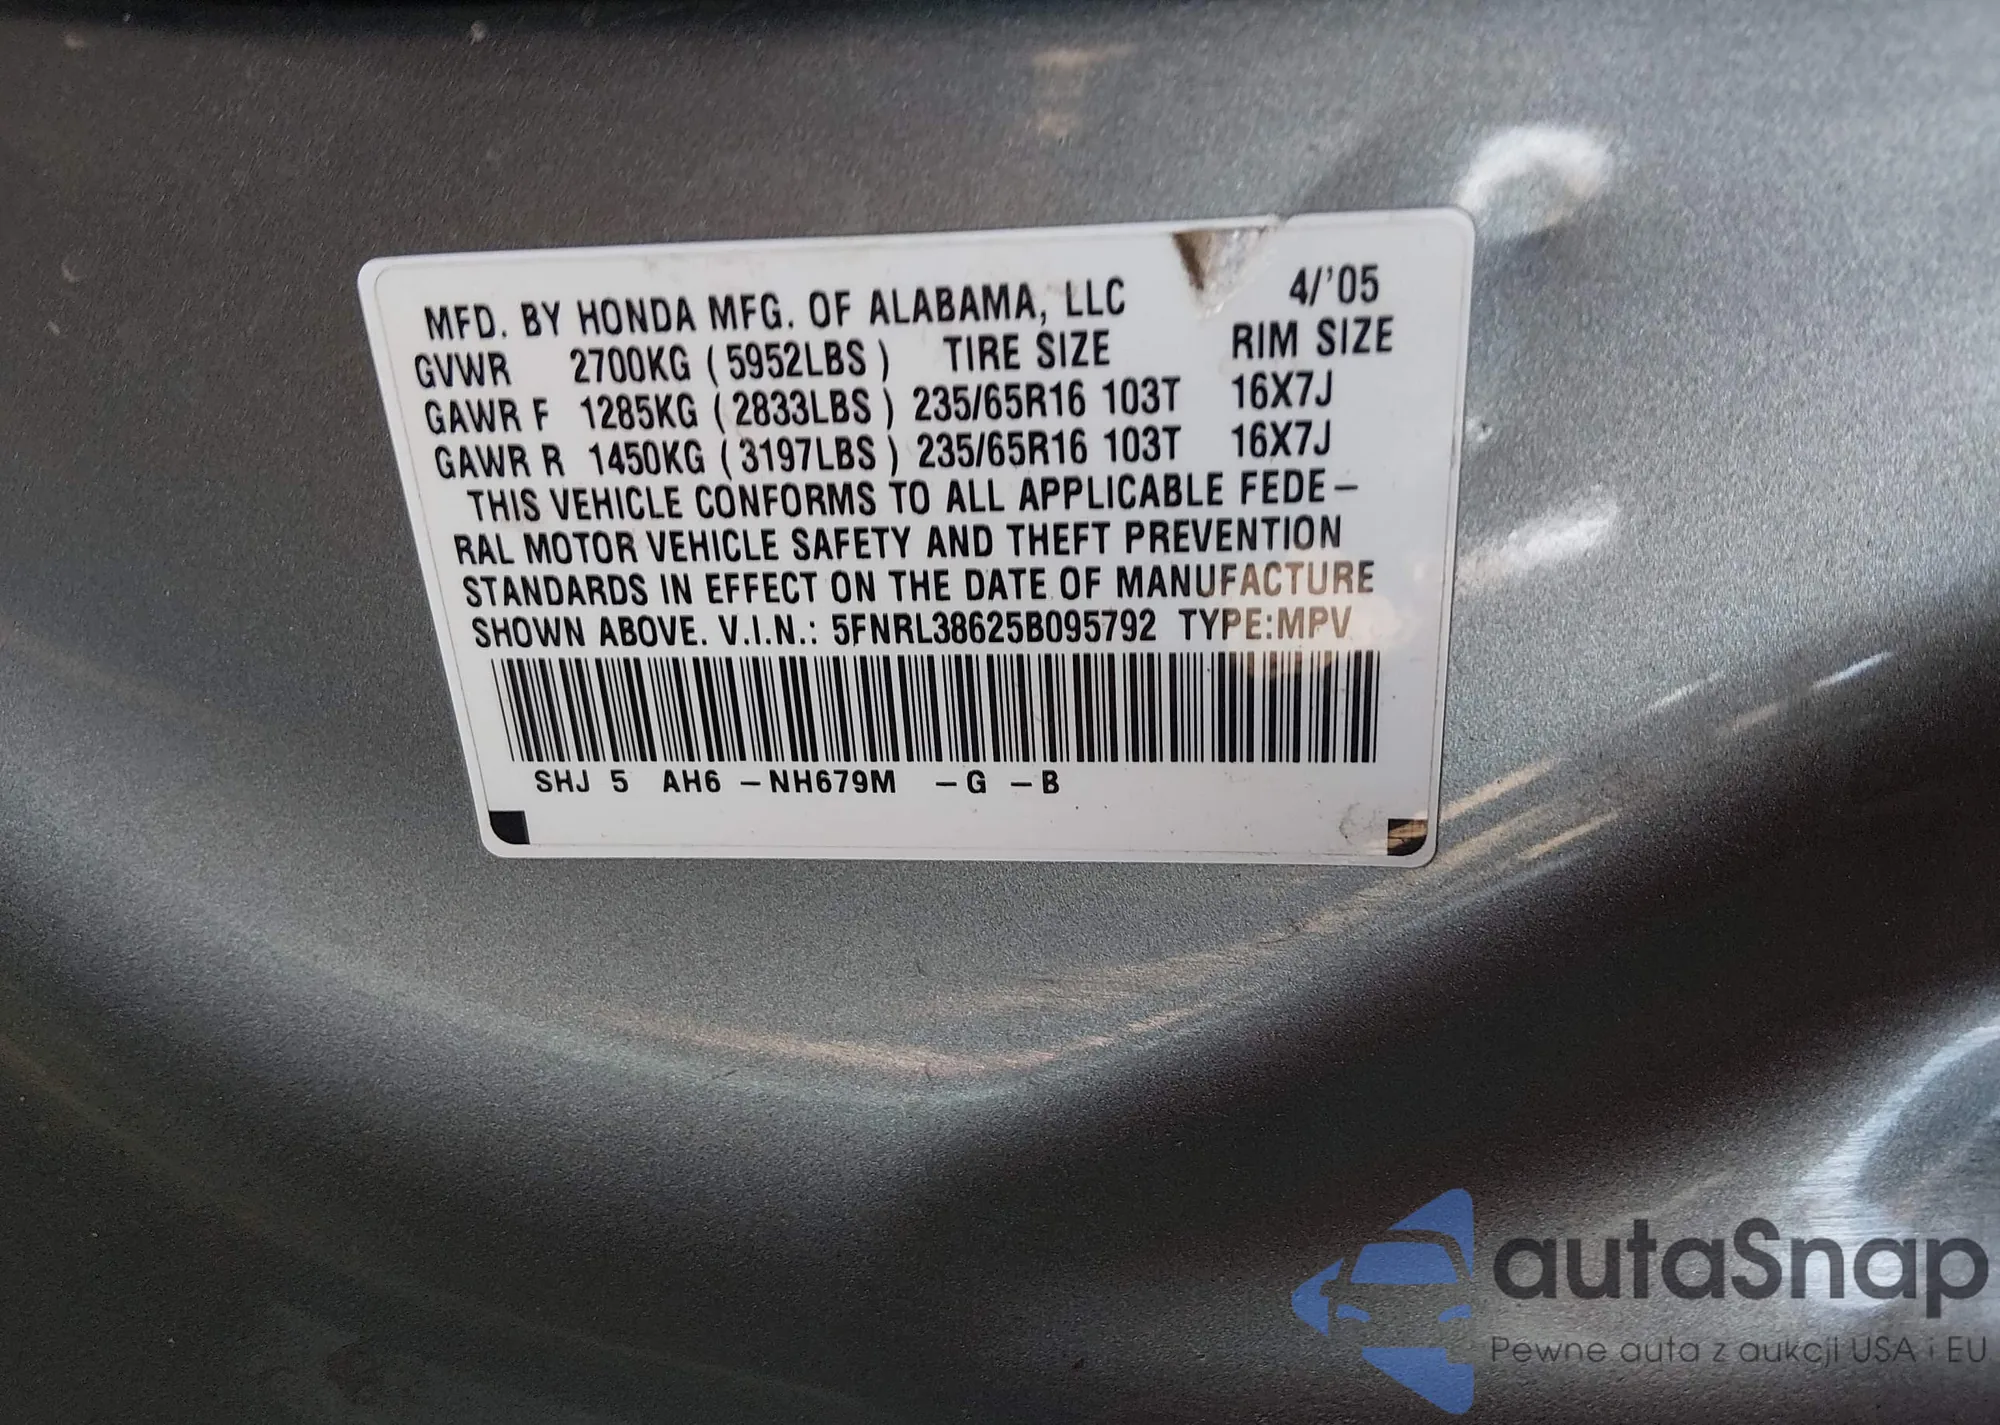 MFD. BY HONDA MFG. OF ALABAMA, LLC 4/'05
GVWR 2700KG (5952LBS) TIRE SIZE RIM SIZE
GAWR F 1285KG (2833LBS) 235/65R16 103T 16X7J
GAWR R 1450KG (3197LBS) 235/65R16 103T 16X7J
THIS VEHICLE CONFORMS TO ALL APPLICABLE FEDE-
RAL MOTOR VEHICLE SAFETY AND THEFT PREVENTION
STANDARDS IN EFFECT ON THE DATE OF MANUFACTURE
SHOWN ABOVE. V.I.N.: 5FNRL38625B095792 TYPE:MPV
SHJ 5 AH6 -NH679M -G -B
autaSnap
Pewne auta z aukcji USA i EU